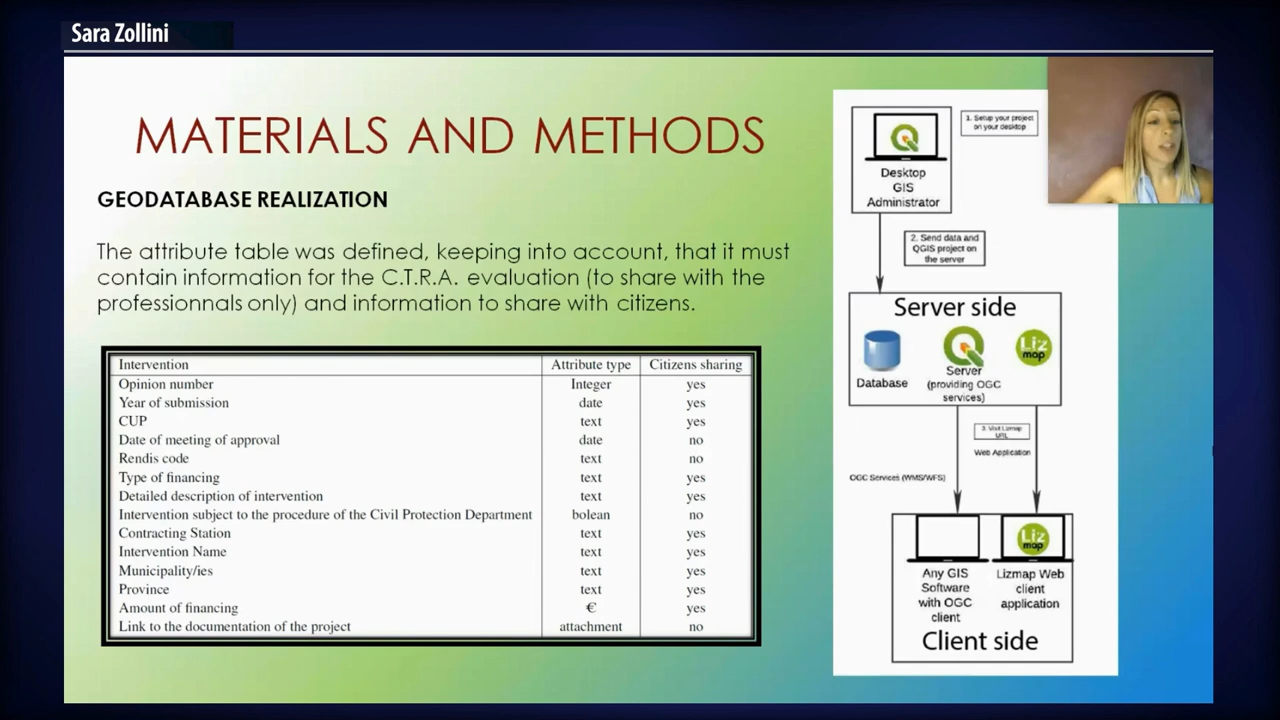 Sara Zollini
MATERIALS AND METHODS
GEODATABASE REALIZATION
The attribute table was defined, keeping into account, that it must
contain information for the C.T.R.A. evaluation (to share with the
professionnals only) and information to share with citizens.
Intervention Attribute type Citizens sharing
Opinion number Integer yes
Year of submission date yes
CUP text yes
Date of meeting of approval date no
Rendis code text no
Type of financing text yes
Detailed description of intervention text yes
Intervention subject to the procedure of the Civil Protection Department bolean no
Contracting Station text yes
Intervention Name text yes
Municipality/ies text yes
Province text yes
Amount of financing € yes
Link to the documentation of the project attachment no
1. Setup your project
on your desktop
Desktop
GIS
Administrator
2. Send data and
QGIS project on
the server
Server side
Liz
map
Database
Server
(providing OGC
services)
3. Visit Lizmap
URL
Web Application
OGC Services (WMS/WFS)
Liz
map
Any GIS
Software
with OGC
client
Lizmap Web
client
application
Client side